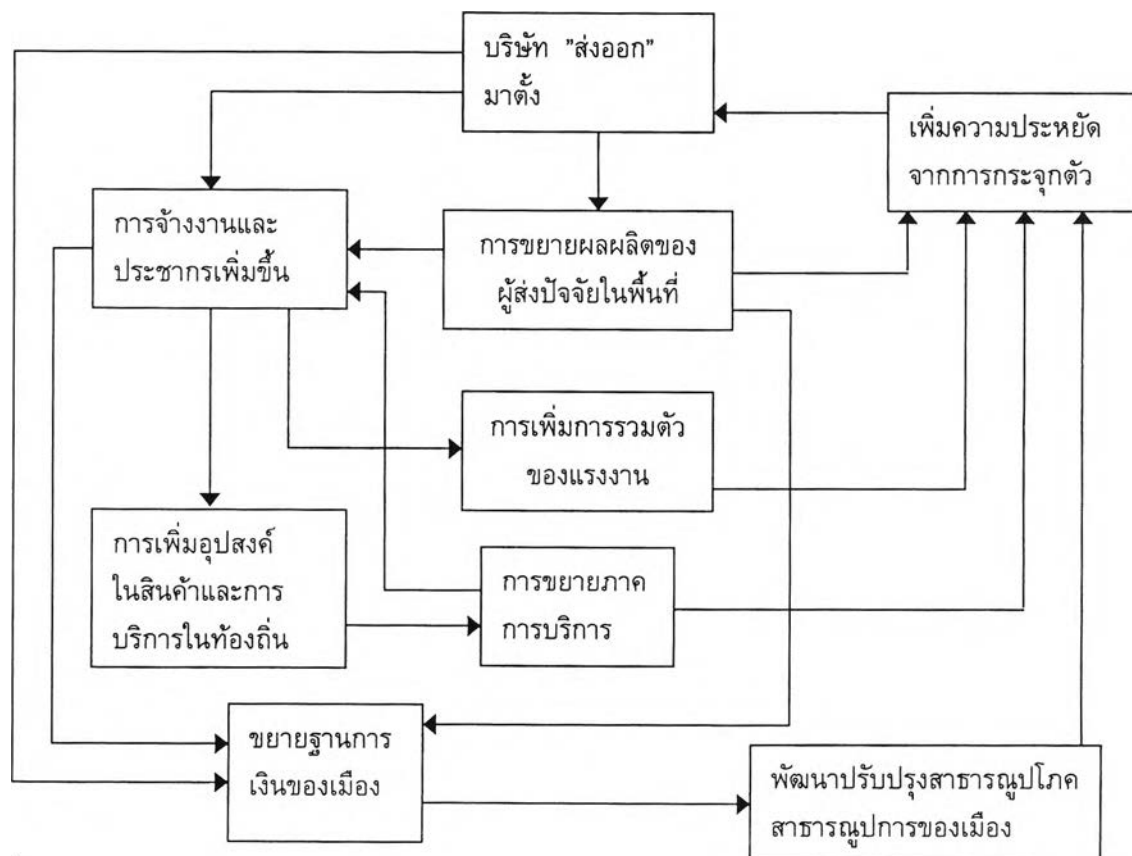 บริษัท "ส่งออก"
มาตั้ง
เพิ่มความประหยัด
จากการกระจุกตัว
การจ้างงานและ
ประชากรเพิ่มขึ้น
การขยายผลผลิตของ
ผู้ส่งปัจจัยในพื้นที่
การเพิ่มการรวมตัว
ของแรงงาน
การเพิ่มอุปสงค์
ในสินค้าและการ
บริการในท้องถิ่น
การขยายภาค
การบริการ
ขยายฐานการ
เงินของเมือง
พัฒนาปรับปรุงสาธารณูปโภค
สาธารณูปการของเมือง